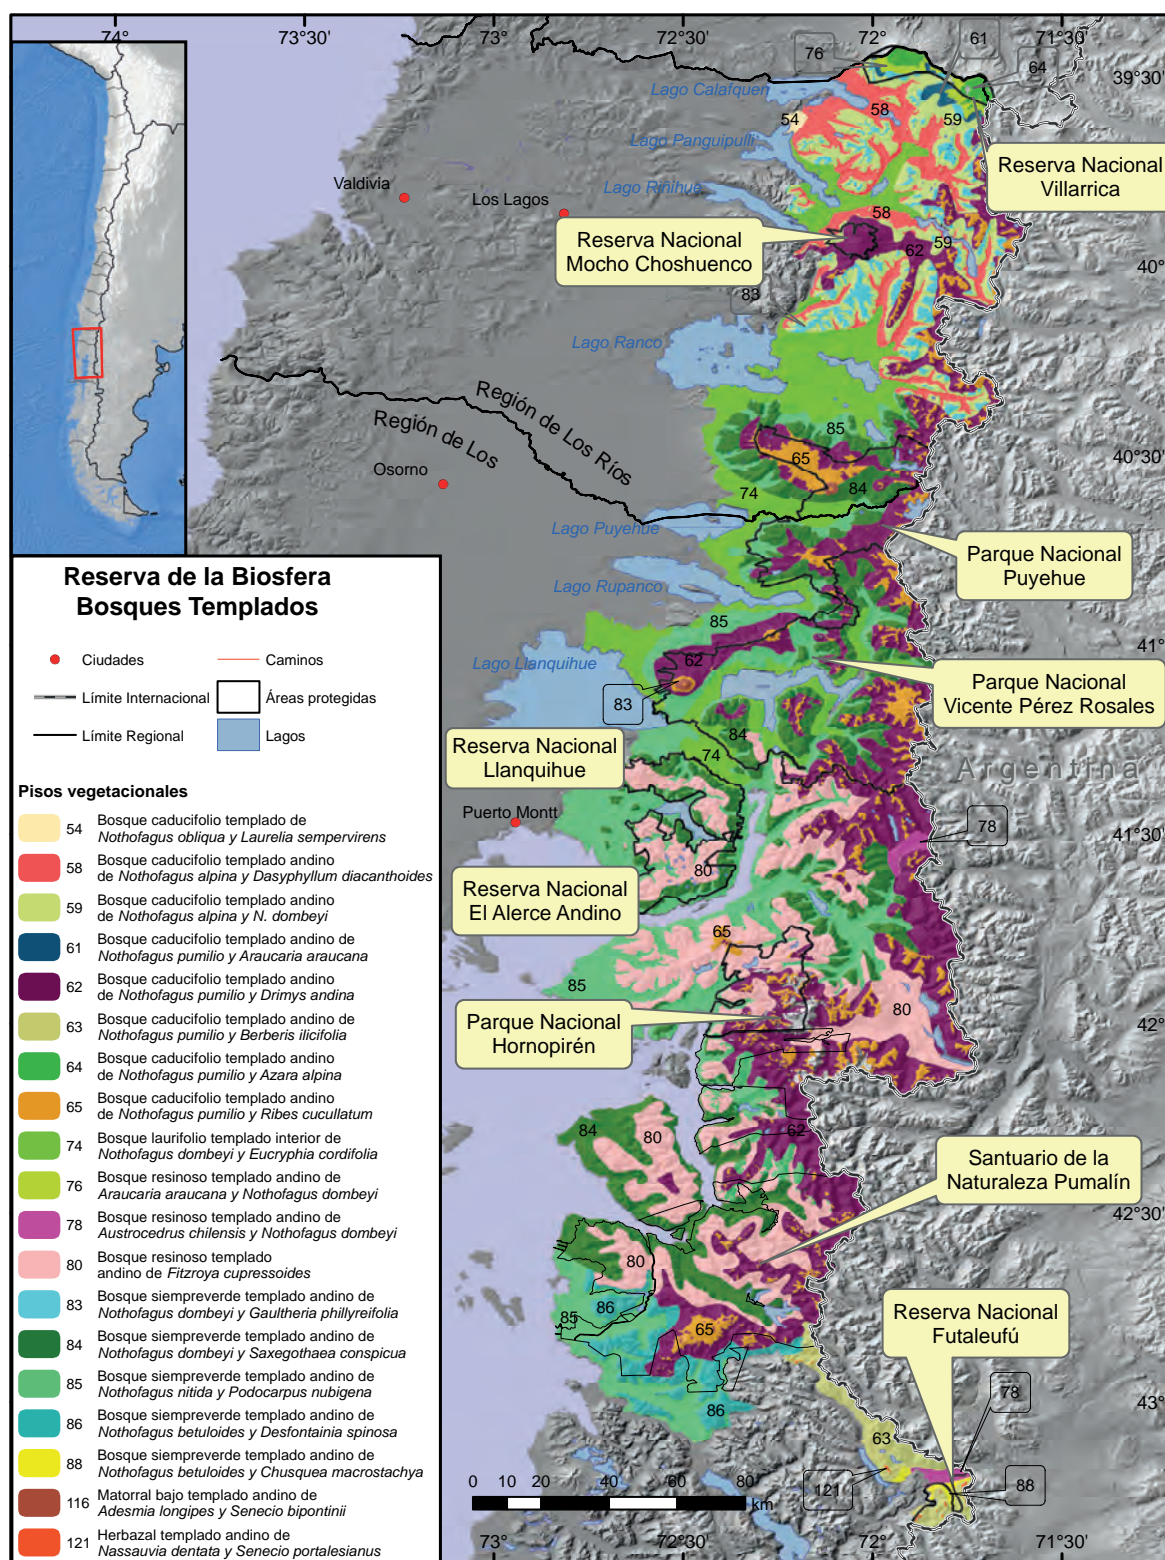 74°
73°30'
73°
72°30'
72°
71°30'
76
61
64
39°30'
Lago Calafquen
58
54
59
Lago Panguipulli
Reserva Nacional
Villarrica
Valdivia
Lago Riñihue
Los Lagos
58
Reserva Nacional
Mocho Choshuenco
59
62
40°
83
Lago Ranco
Región de Los Ríos
Región de Los
85
65
Osorno
40°30'
84
74
Lago Puyehue
Parque Nacional
Puyehue
Lago Rupanco
85
41°
Lago Llanquihue
62
83
Parque Nacional
Vicente Pérez Rosales
84
Reserva Nacional
Llanquihue
74
Argentina
Puerto Montt
78
41°30'
80
Reserva Nacional
El Alerce Andino
65
85
80
Parque Nacional
Hornopirén
42°
84
80
62
Santuario de la
Naturaleza Pumalín
42°30'
80
86
85
65
Reserva Nacional
Futaleufú
78
86
43°
63
121
88
0 10 20 40 60 80
km
73°
72°30'
72°
71°30'
Reserva de la Biosfera
Bosques Templados
Ciudades
Caminos
Límite Internacional
Áreas protegidas
Límite Regional
Lagos
Pisos vegetacionales
54 Bosque caducifolio templado de
Nothofagus obliqua y Laurelia sempervirens
58 Bosque caducifolio templado andino
de Nothofagus alpina y Dasyphyllum diacanthoides
59 Bosque caducifolio templado andino
de Nothofagus alpina y N. dombeyi
61 Bosque caducifolio templado andino de
Nothofagus pumilio y Araucaria araucana
62 Bosque caducifolio templado andino
de Nothofagus pumilio y Drimys andina
63 Bosque caducifolio templado andino de
Nothofagus pumilio y Berberis ilicifolia
64 Bosque caducifolio templado andino
de Nothofagus pumilio y Azara alpina
65 Bosque caducifolio templado andino
de Nothofagus pumilio y Ribes cucullatum
74 Bosque laurifolio templado interior de
Nothofagus dombeyi y Eucryphia cordifolia
76 Bosque resinoso templado andino de
Araucaria araucana y Nothofagus dombeyi
78 Bosque resinoso templado andino de
Austrocedrus chilensis y Nothofagus dombeyi
80 Bosque resinoso templado
andino de Fitzroya cupressoides
83 Bosque siempreverde templado andino de
Nothofagus dombeyi y Gaultheria phillyreifolia
84 Bosque siempreverde templado andino de
Nothofagus dombeyi y Saxegothaea conspicua
85 Bosque siempreverde templado andino de
Nothofagus nitida y Podocarpus nubigena
86 Bosque siempreverde templado andino de
Nothofagus betuloides y Desfontainia spinosa
88 Bosque siempreverde templado andino de
Nothofagus betuloides y Chusquea macrostachya
116 Matorral bajo templado andino de
Adesmia longipes y Senecio bipontinii
121 Herbazal templado andino de
Nassauvia dentata y Senecio portalesianus